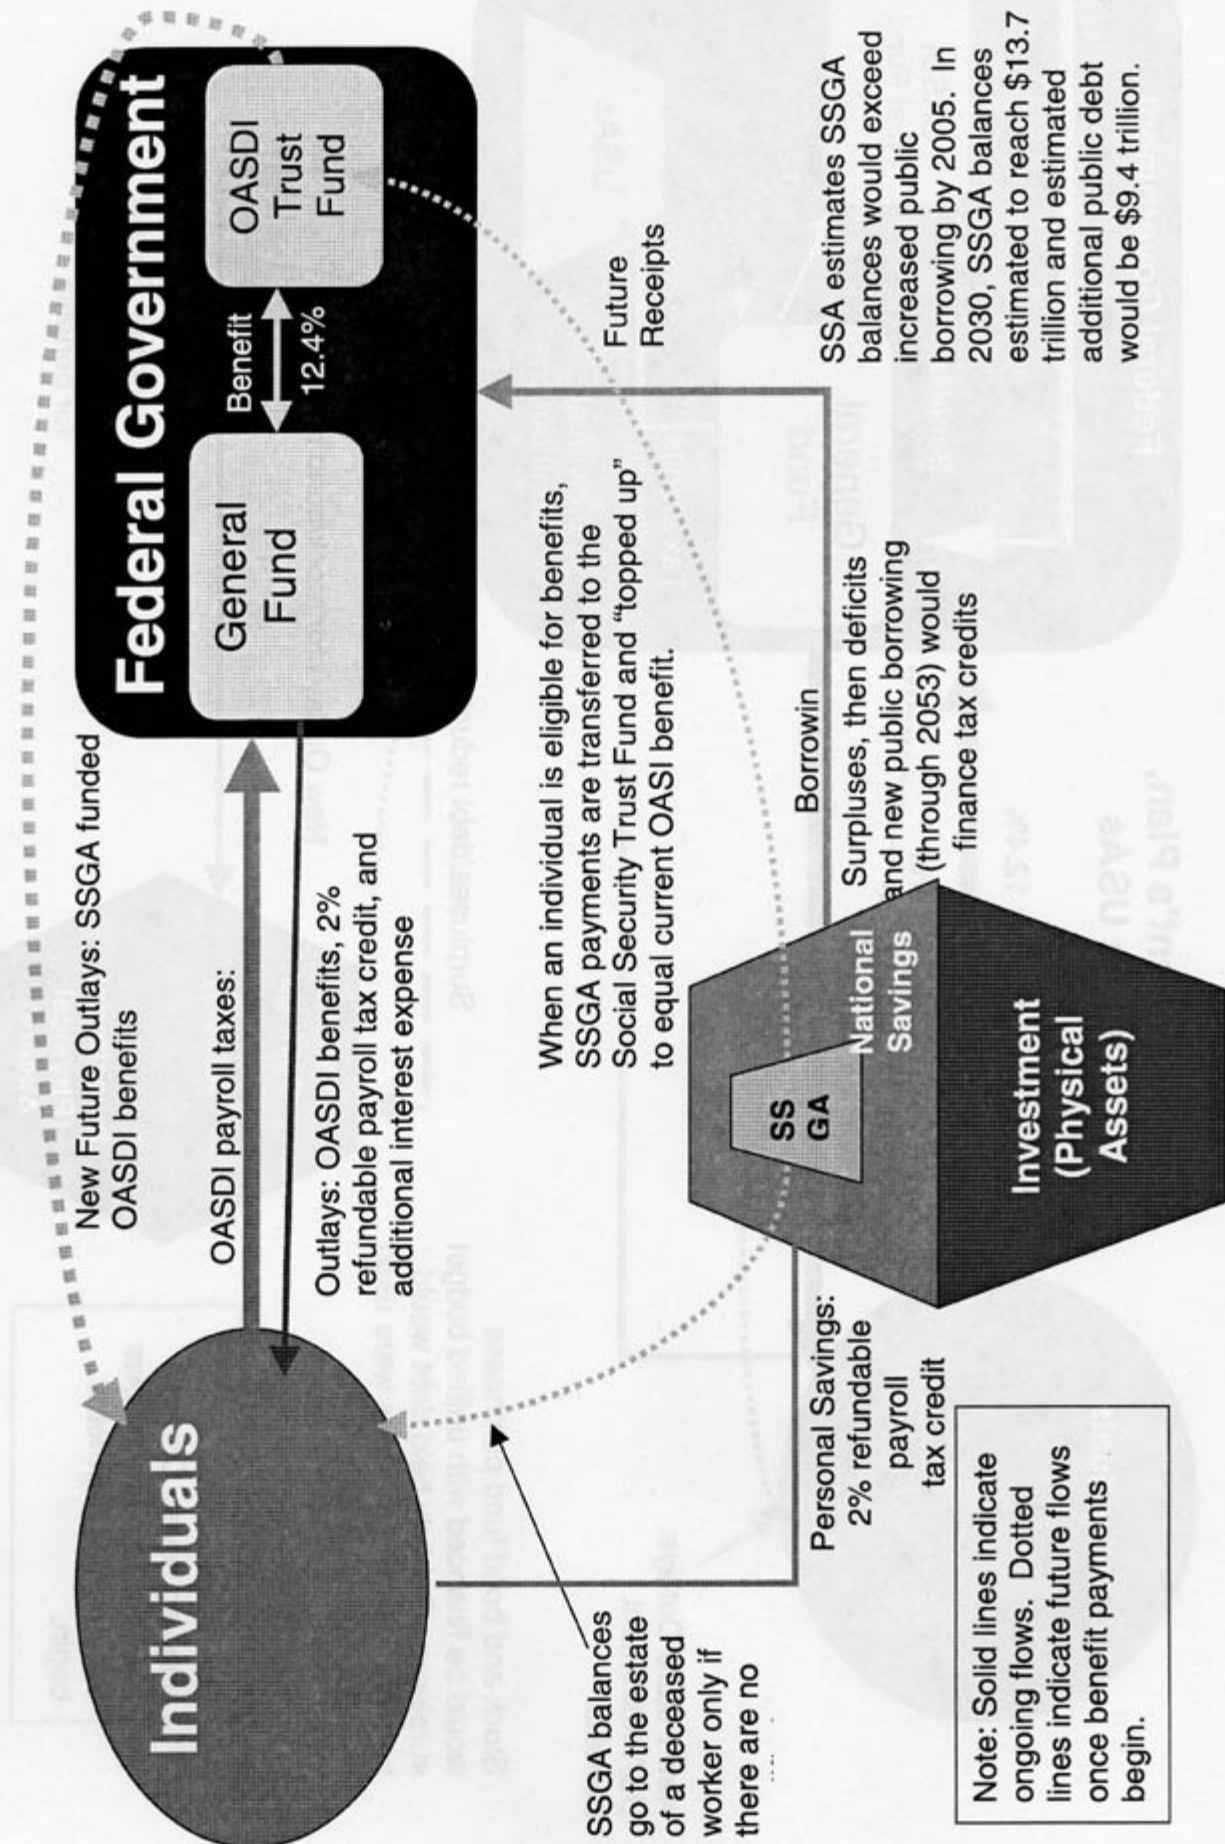 Individuals
Federal Government
General
Fund
Benefit
12.4%
OASDI
Trust
Fund
New Future Outlays: SSGA funded
OASDI benefits
OASDI payroll taxes:
Outlays: OASDI benefits, 2%
refundable payroll tax credit, and
additional interest expense
When an individual is eligible for benefits,
SSGA payments are transferred to the
Social Security Trust Fund and “topped up”
to equal current OASI benefit.
Future
Receipts
SSGA balances
go to the estate
of a deceased
worker only if
there are no
Personal Savings:
2% refundable
payroll
tax credit
SS
GA
National
Savings
Investment
(Physical
Assets)
Borrowin
Surpluses, then deficits
and new public borrowing
(through 2053) would
finance tax credits
SSA estimates SSGA
balances would exceed
increased public
borrowing by 2005. In
2030, SSGA balances
estimated to reach $13.7
trillion and estimated
additional public debt
would be $9.4 trillion.
Note: Solid lines indicate
ongoing flows. Dotted
lines indicate future flows
once benefit payments
begin.